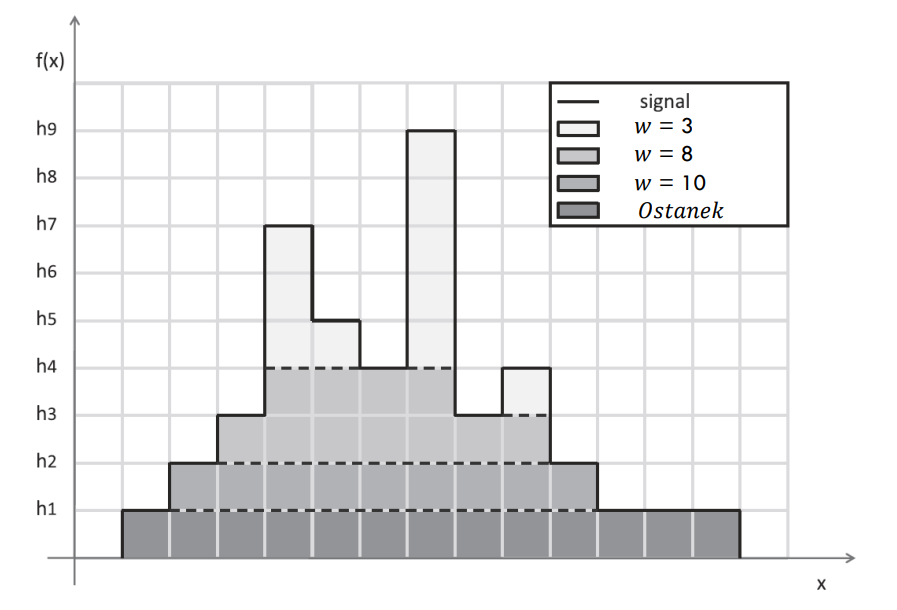 f(x)
h9
h8
h7
h6
h5
h4
h3
h2
h1
x
signal
w = 3
w = 8
w = 10
Ostanek